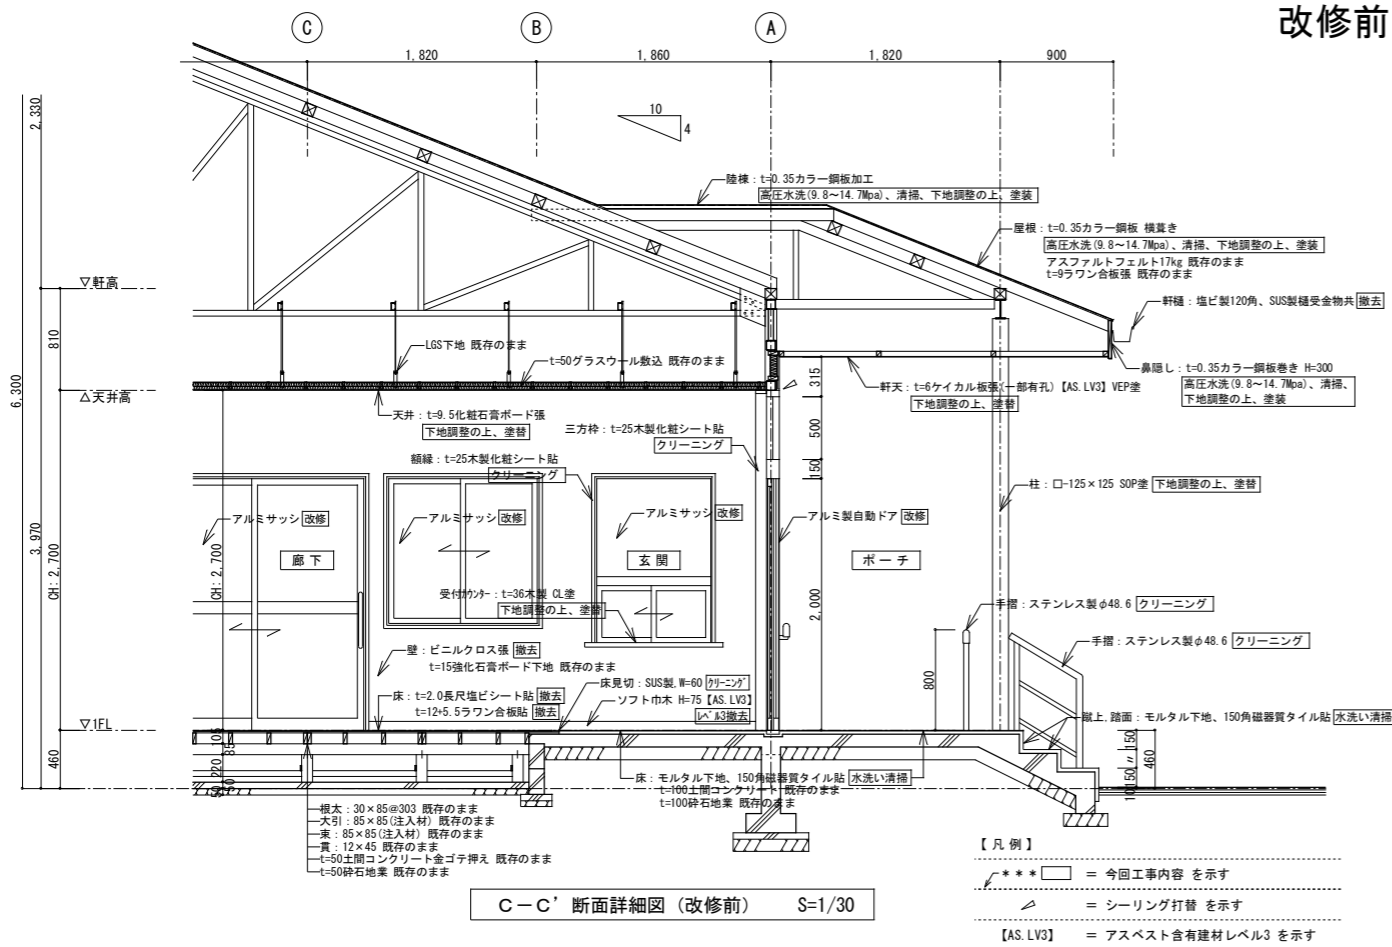 改修前
C
B
A
1,820
1,860
1,820
900
2,330
10
4
陸棟：t=0.35カラー鋼板加工
高圧水洗(9.8～14.7Mpa)、清掃、下地調整の上、塗装
屋根：t=0.35カラー鋼板 横葺き
高圧水洗(9.8～14.7Mpa)、清掃、下地調整の上、塗装
アスファルトフェルト17kg 既存のまま
t=9ラワン合板張 既存のまま
▽軒高
軒樋：塩ビ製120角、SUS製樋受金物共 撤去
810
LGS下地 既存のまま
t=50グラスウール敷込 既存のまま
鼻隠し：t=0.35カラー鋼板巻き H=300
高圧水洗(9.8～14.7Mpa)、清掃、
下地調整の上、塗装
6,300
△天井高
315
軒天：t=6ケイカル板張(一部有孔)【AS.LV3】VEP塗
下地調整の上、塗替
天井：t=9.5化粧石膏ボード張
下地調整の上、塗替
三方枠：t=25木製化粧シート貼
クリーニング
500
額縁：t=25木製化粧シート貼
クリーニング
150
柱：ロ-125×125 SOP塗 下地調整の上、塗替
アルミサッシ 改修
アルミサッシ 改修
アルミサッシ 改修
アルミ製自動ドア 改修
3,970
CH：2,700
CH：2,700
廊下
玄関
ポーチ
受付カウンター：t=36木製 CL塗
下地調整の上、塗替
2,000
手摺：ステンレス製φ48.6 クリーニング
手摺：ステンレス製φ48.6 クリーニング
壁：ビニルクロス張 撤去
t=15強化石膏ボード下地 既存のまま
800
床：t=2.0長尺塩ビシート貼 撤去
t=12+5.5ラワン合板貼 撤去
床見切：SUS製,W=60 クリーニング
ソフト巾木 H=75【AS.LV3】
レベル3撤去
▽1FL
蹴上,踏面：モルタル下地、150角磁器質タイル貼 水洗い清掃
460
105
85
220
50
50
150
〃
150
10
460
床：モルタル下地、150角磁器質タイル貼 水洗い清掃
t=100土間コンクリート 既存のまま
t=100砕石地業 既存のまま
根太：30×85@303 既存のまま
大引：85×85(注入材) 既存のまま
束：85×85(注入材) 既存のまま
貫：12×45 既存のまま
t=50土間コンクリート金ゴテ押え 既存のまま
t=50砕石地業 既存のまま
【凡例】
＊＊＊ ＝ 今回工事内容 を示す
＝ シーリング打替 を示す
【AS.LV3】 ＝ アスベスト含有建材レベル3 を示す
C－C’断面詳細図（改修前） S=1/30